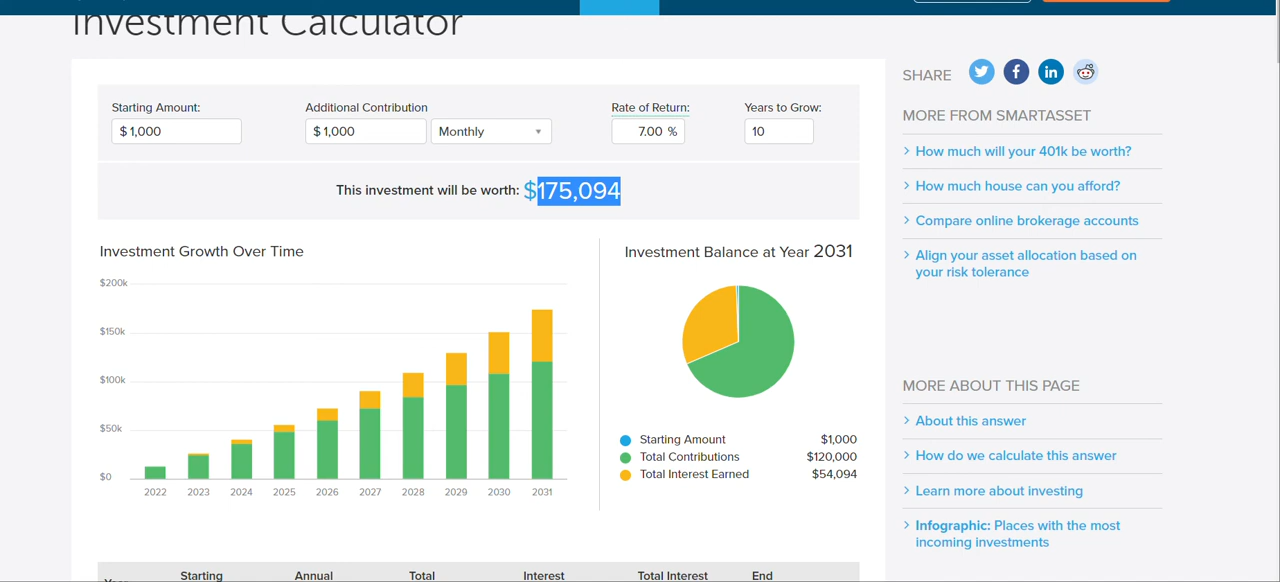 Investment Calculator
Starting Amount:
Additional Contribution
Rate of Return:
Years to Grow:
$ 1,000
$ 1,000
Monthly
7.00 %
10
This investment will be worth: $175,094
Investment Growth Over Time
$200k
$150k
$100k
$50k
$0
2022 2023 2024 2025 2026 2027 2028 2029 2030 2031
Investment Balance at Year 2031
Starting Amount $1,000
Total Contributions $120,000
Total Interest Earned $54,094
Starting
Annual
Total
Interest
Total Interest
End
SHARE
MORE FROM SMARTASSET
How much will your 401k be worth?
How much house can you afford?
Compare online brokerage accounts
Align your asset allocation based on
your risk tolerance
MORE ABOUT THIS PAGE
About this answer
How do we calculate this answer
Learn more about investing
Infographic: Places with the most
incoming investments